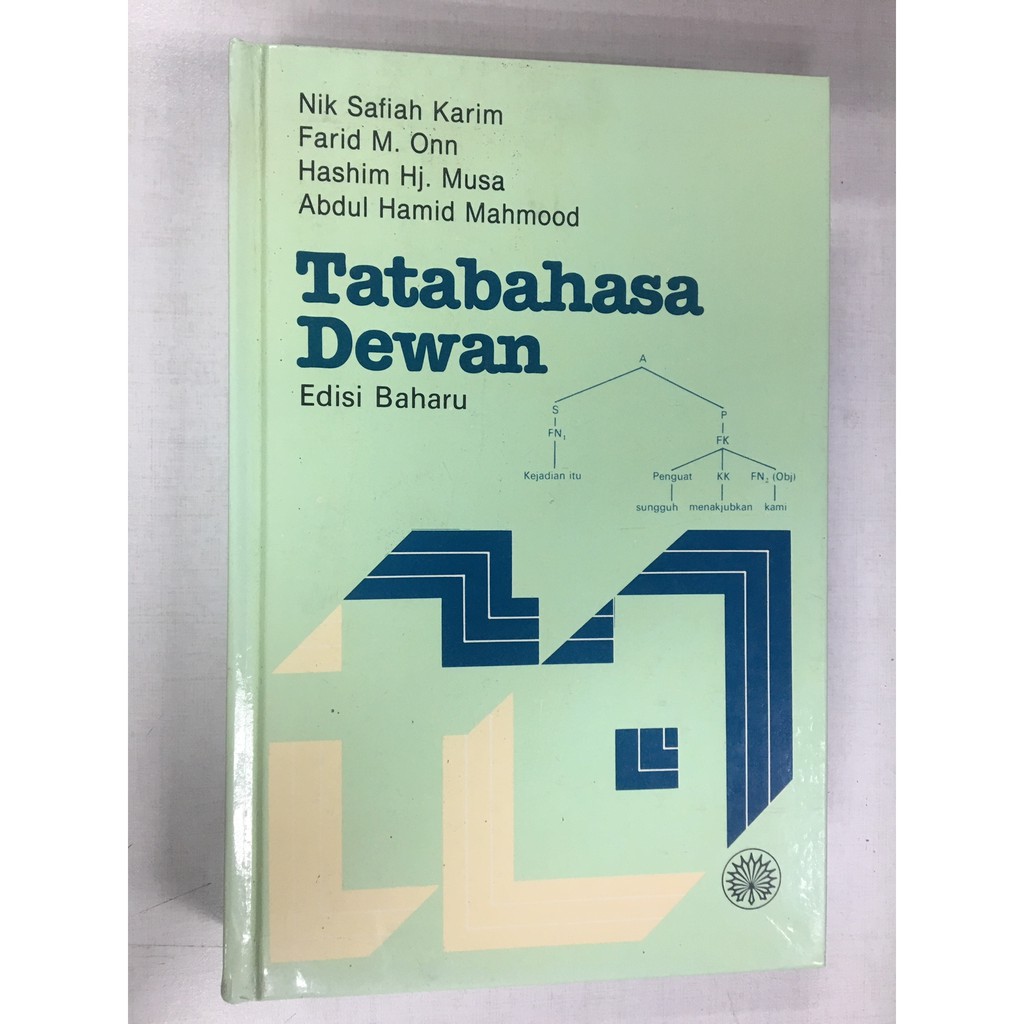 Nik Safiah Karim
Farid M. Onn
Hashim Hj. Musa
Abdul Hamid Mahmood
Tatabahasa
Dewan
Edisi Baharu
A
S P
FN₁ FK
Kejadian itu Penguat KK FN₂ (Obj)
sungguh menakjubkan kami